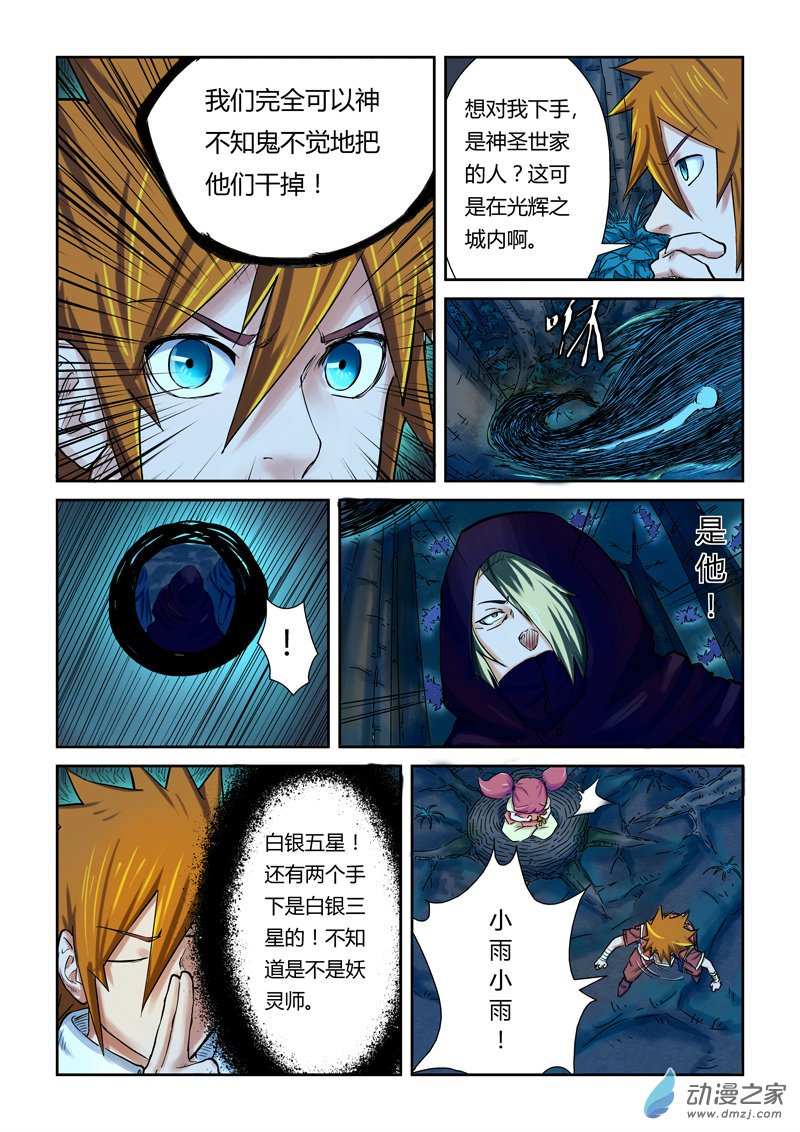 我们完全可以神
不知鬼不觉地把
他们干掉！
想对我下手，
是神圣世家
的人？这可
是在光辉之
城内啊。
唰
！
是他！
白银五星！
还有两个手
下是白银三
星的！不知
道是不是妖
灵师。
小雨小雨！
动漫之家
www.dmzj.com